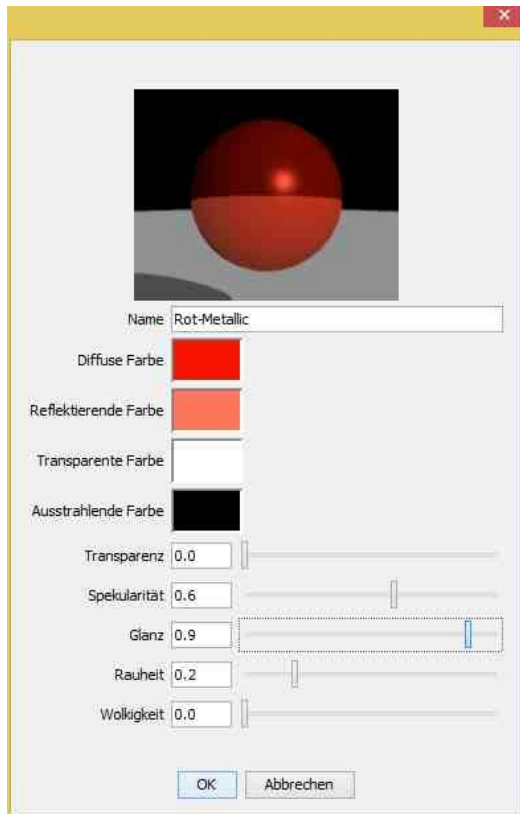 Name Rot-Metallic
Diffuse Farbe
Reflektierende Farbe
Transparente Farbe
Ausstrahlende Farbe
Transparenz 0.0
Spekularität 0.6
Glanz 0.9
Rauheit 0.2
Wolkigkeit 0.0
OK Abbrechen